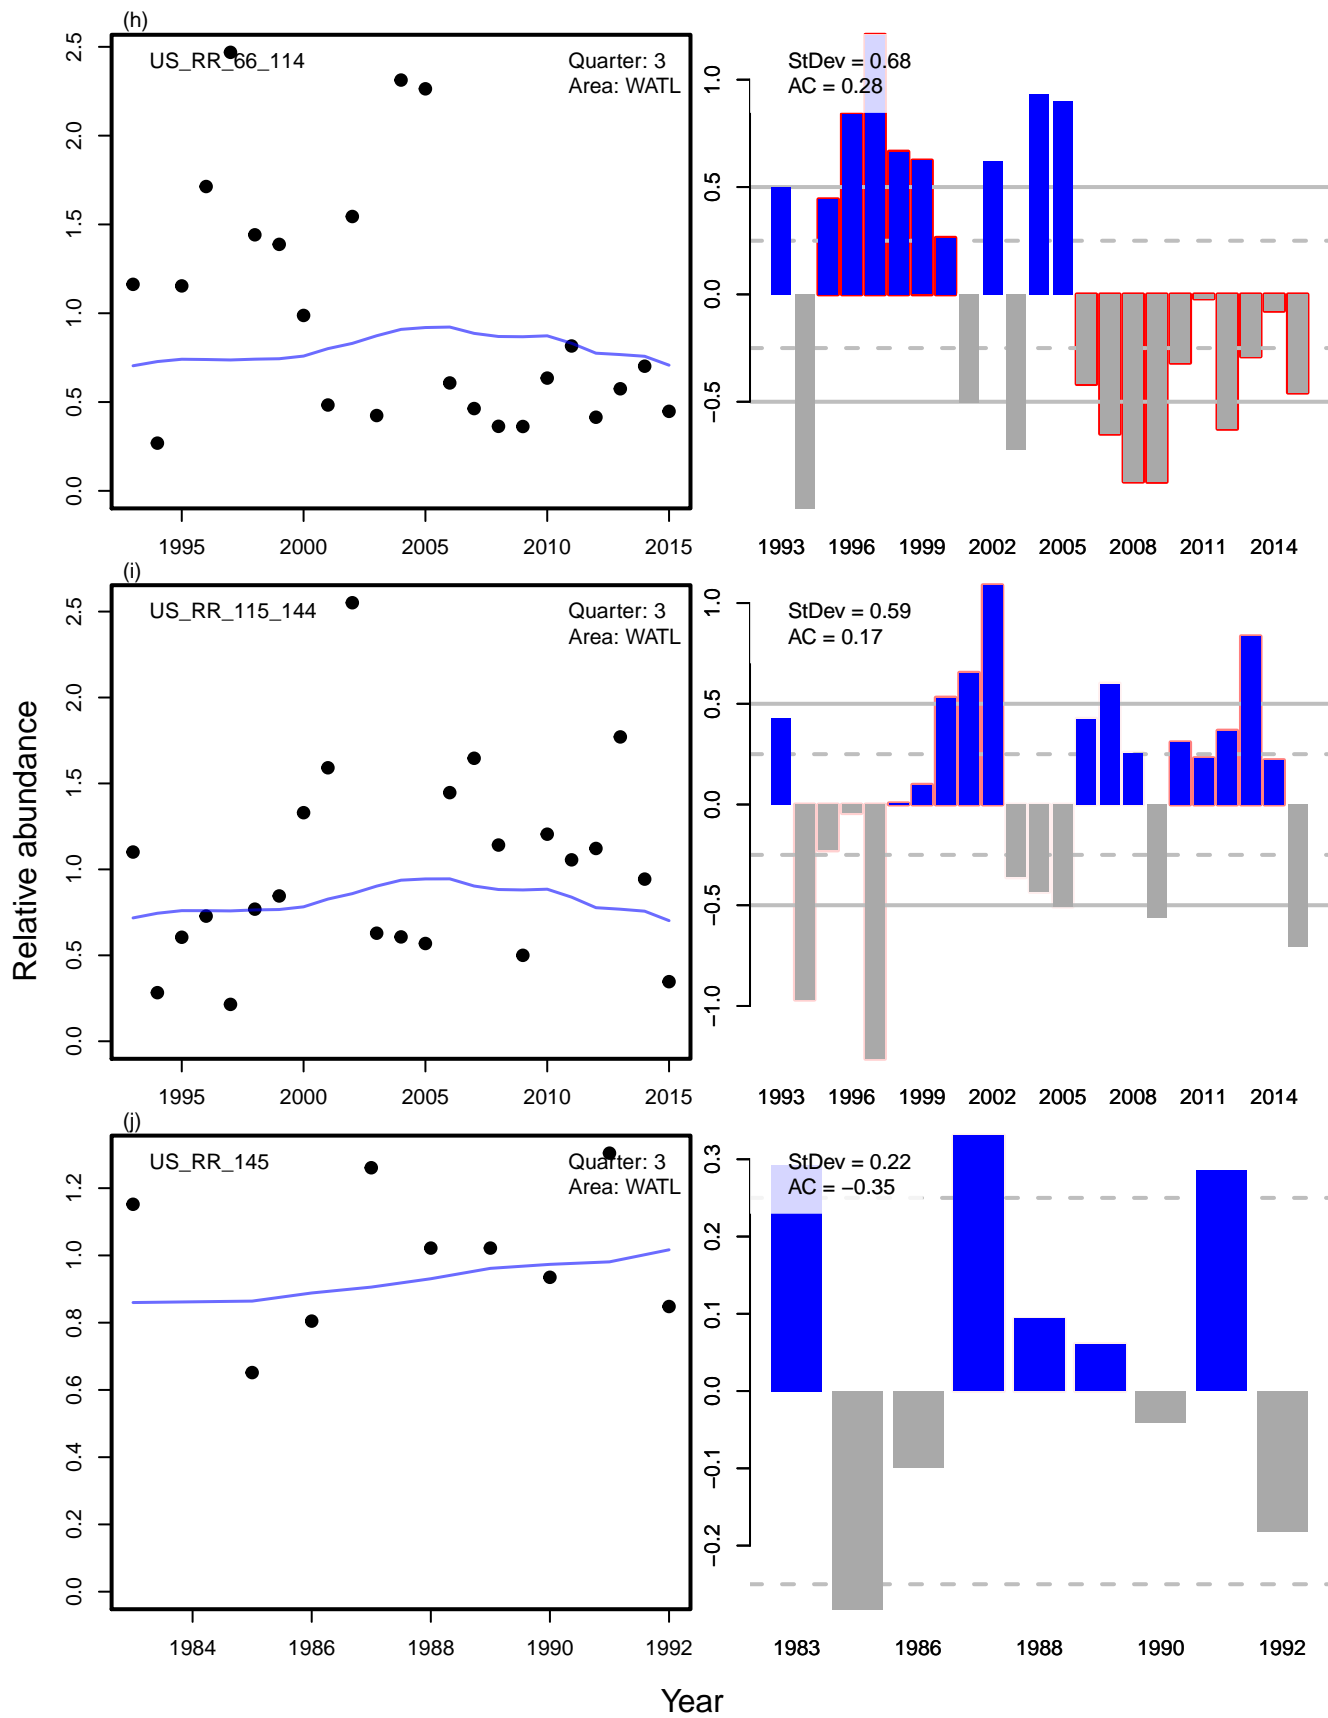 (h)
US_RR_66_114
Quarter: 3
Area: WATL
StDev = 0.68
AC = 0.28
2.5
2.0
1.5
1.0
0.5
0.0
1995 2000 2005 2010 2015
1.0
0.5
0.0
−0.5
1993 1996 1999 2002 2005 2008 2011 2014
(i)
US_RR_115_144
Quarter: 3
Area: WATL
StDev = 0.59
AC = 0.17
2.5
2.0
1.5
1.0
0.5
0.0
1995 2000 2005 2010 2015
1.0
0.5
0.0
−0.5
−1.0
1993 1996 1999 2002 2005 2008 2011 2014
Relative abundance
(j)
US_RR_145
Quarter: 3
Area: WATL
StDev = 0.22
AC = −0.35
1.2
1.0
0.8
0.6
0.4
0.2
0.0
1984 1986 1988 1990 1992
0.3
0.2
0.1
0.0
−0.1
−0.2
1983 1986 1988 1990 1992
Year